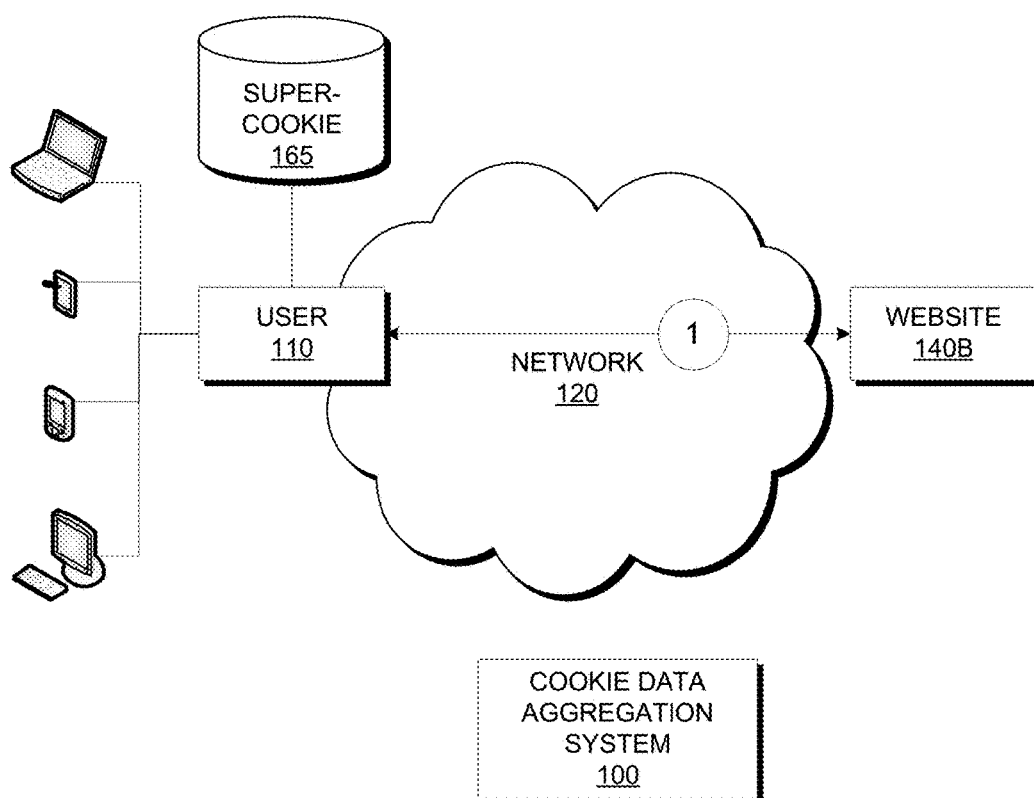 SUPER-
COOKIE
165
USER
110
1
NETWORK
120
WEBSITE
140B
COOKIE DATA
AGGREGATION
SYSTEM
100